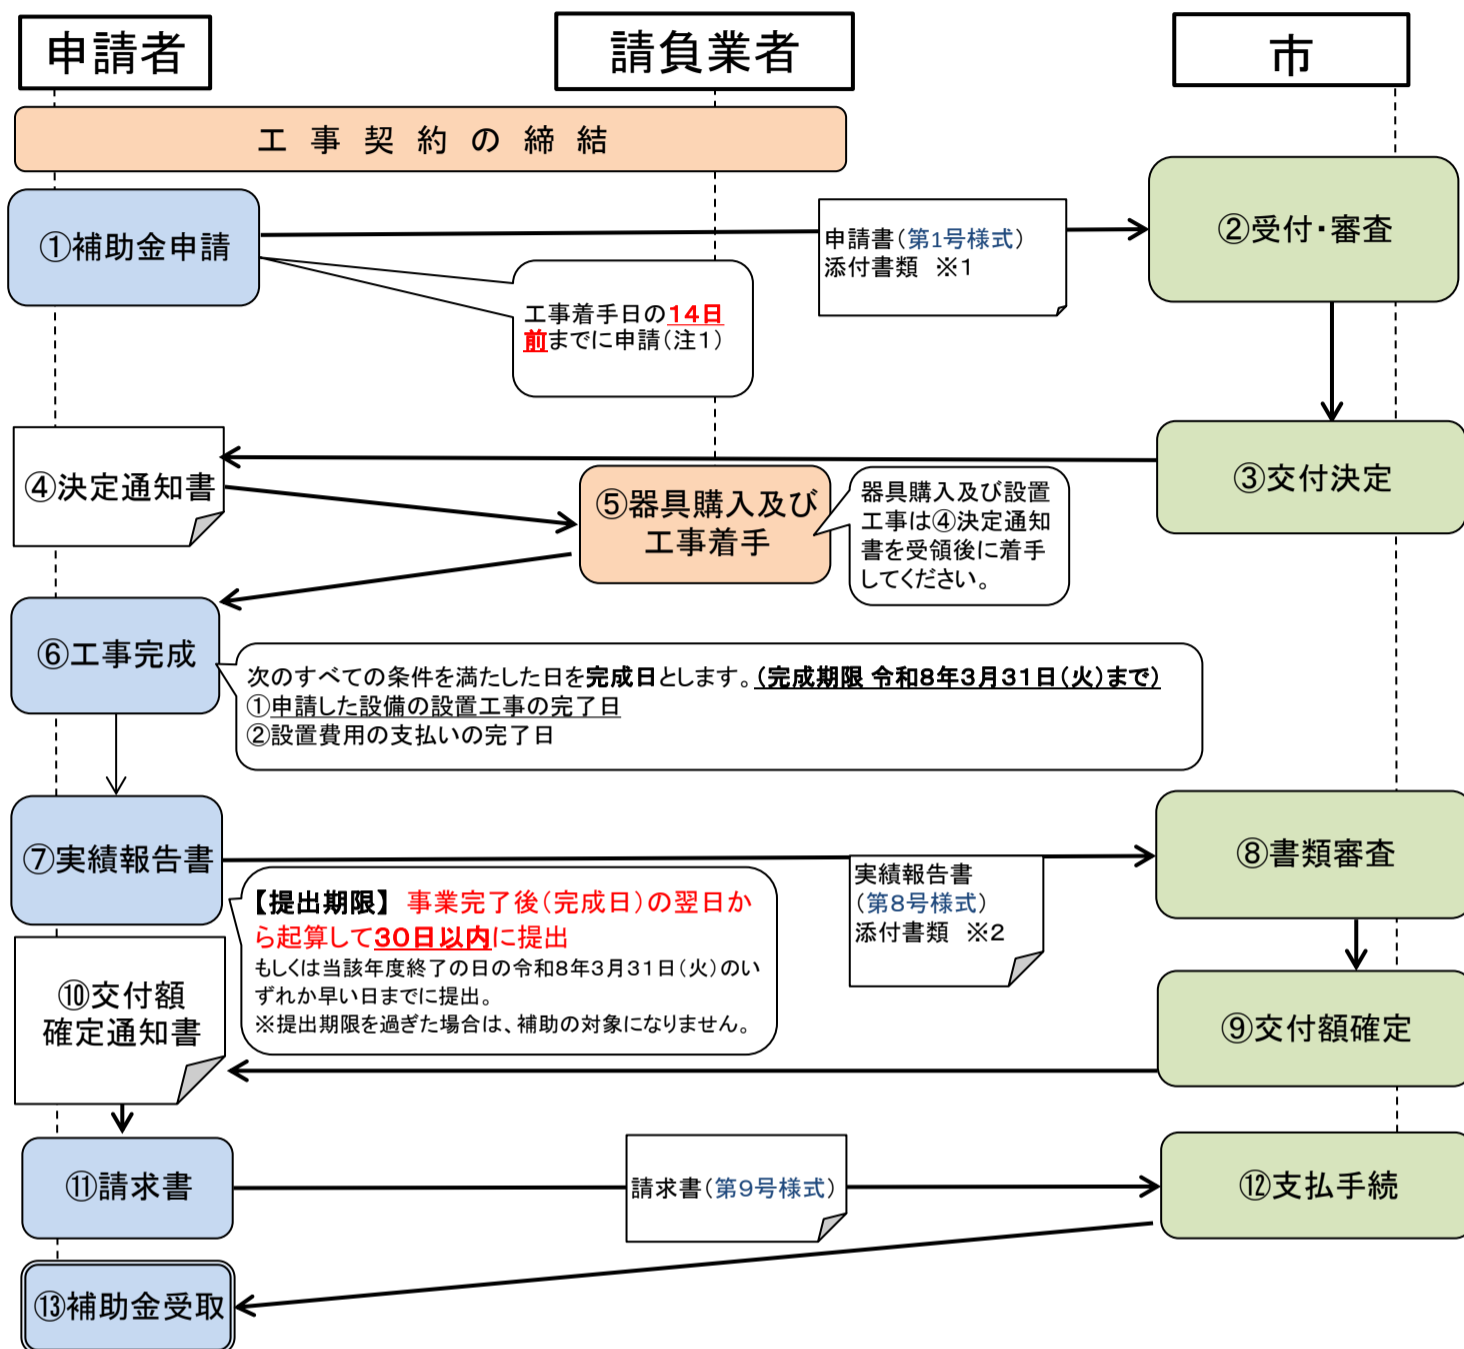 申請者
請負業者
市
工事契約の締結
①補助金申請
申請書（第1号様式）
添付書類　※1
②受付・審査
工事着手日の14日
前までに申請（注１）
④決定通知書
⑤器具購入及び
工事着手
器具購入及び設置
工事は④決定通知
書を受領後に着手
してください。
③交付決定
⑥工事完成
次のすべての条件を満たした日を完成日とします。（完成期限 令和８年３月31日（火）まで）
①申請した設備の設置工事の完了日
②設置費用の支払いの完了日
⑦実績報告書
【提出期限】 事業完了後（完成日）の翌日か
ら起算して３０日以内に提出
もしくは当該年度終了の日の令和８年３月３１日（火）のい
ずれか早い日までに提出。
※提出期限を過ぎた場合は、補助の対象になりません。
実績報告書
（第８号様式）
添付書類　※2
⑧書類審査
⑨交付額確定
⑩交付額
確定通知書
⑪請求書
請求書（第９号様式）
⑫支払手続
⑬補助金受取